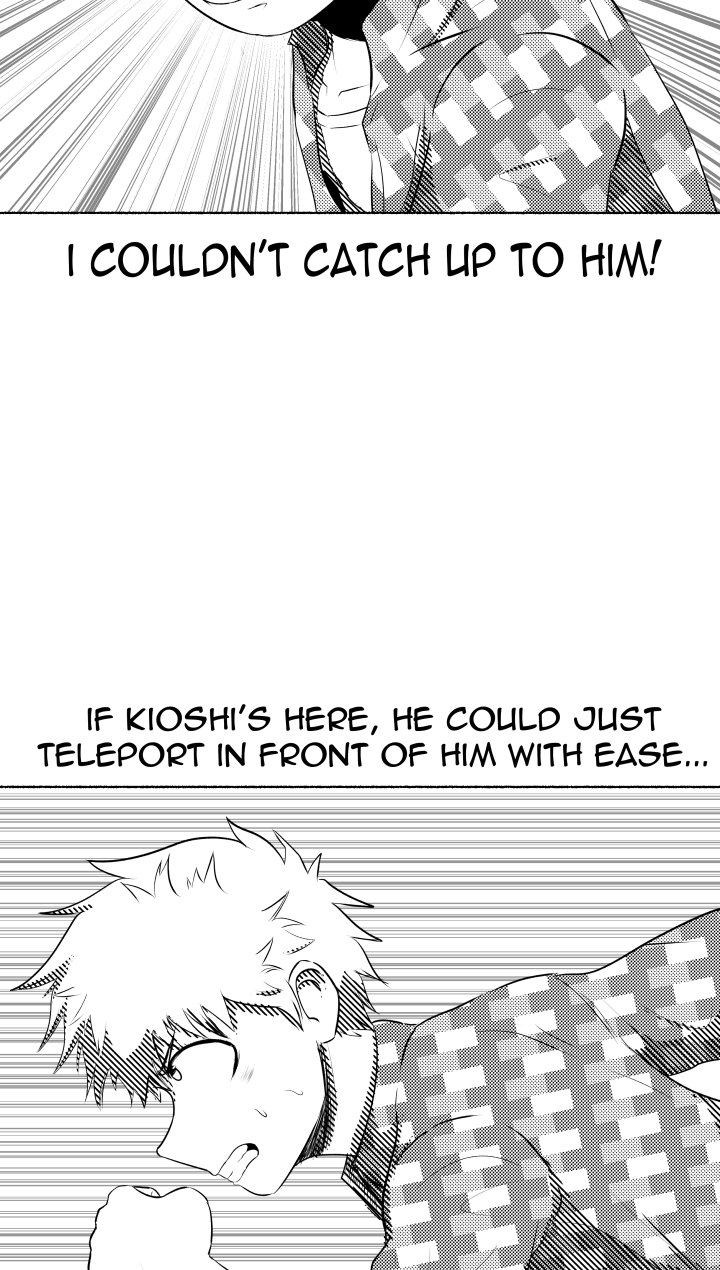 I COULDN'T CATCH UP TO HIM!
IF KIOSHI'S HERE, HE COULD JUST
TELEPORT IN FRONT OF HIM WITH EASE...